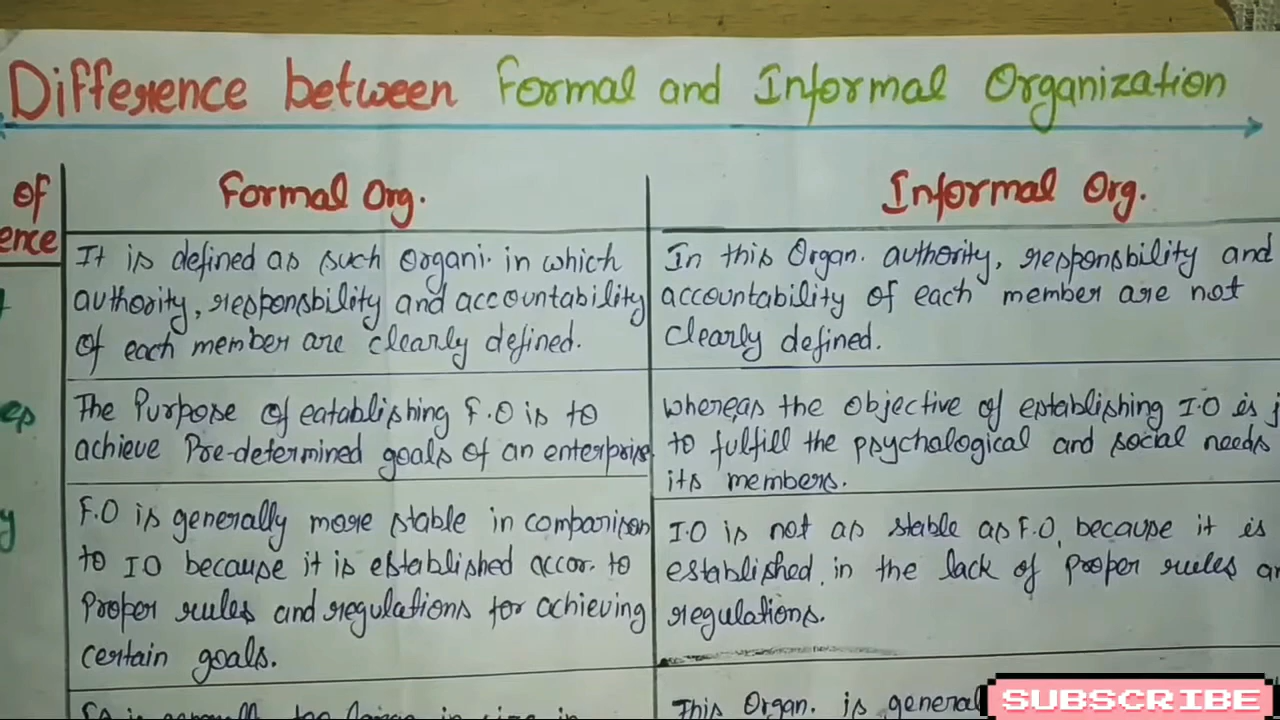 Difference between Formal and Informal Organization
of
ence
Formal Org.
Informal Org.
It is defined as such Organi. in which
authority, responsbility and accountability
of each member are clearly defined.
In this Organ. authority, responsbility and
accountability of each member are not
clearly defined.
The Purpose of eatablishing F.O is to
achieve Pre-determined goals of an enterprise
whereas the objective of establishing I.O is j
to fulfill the psychalogical and social needs
its members.
y
F.O is generally more stable in comparison
to IO because it is established accor. to
Proper rules and regulations for achieving
certain goals.
I.O is not as stable as F.O, because it is
established in the lack of proper rules an
regulations.
This Organ. is general
SUBSCRIBE